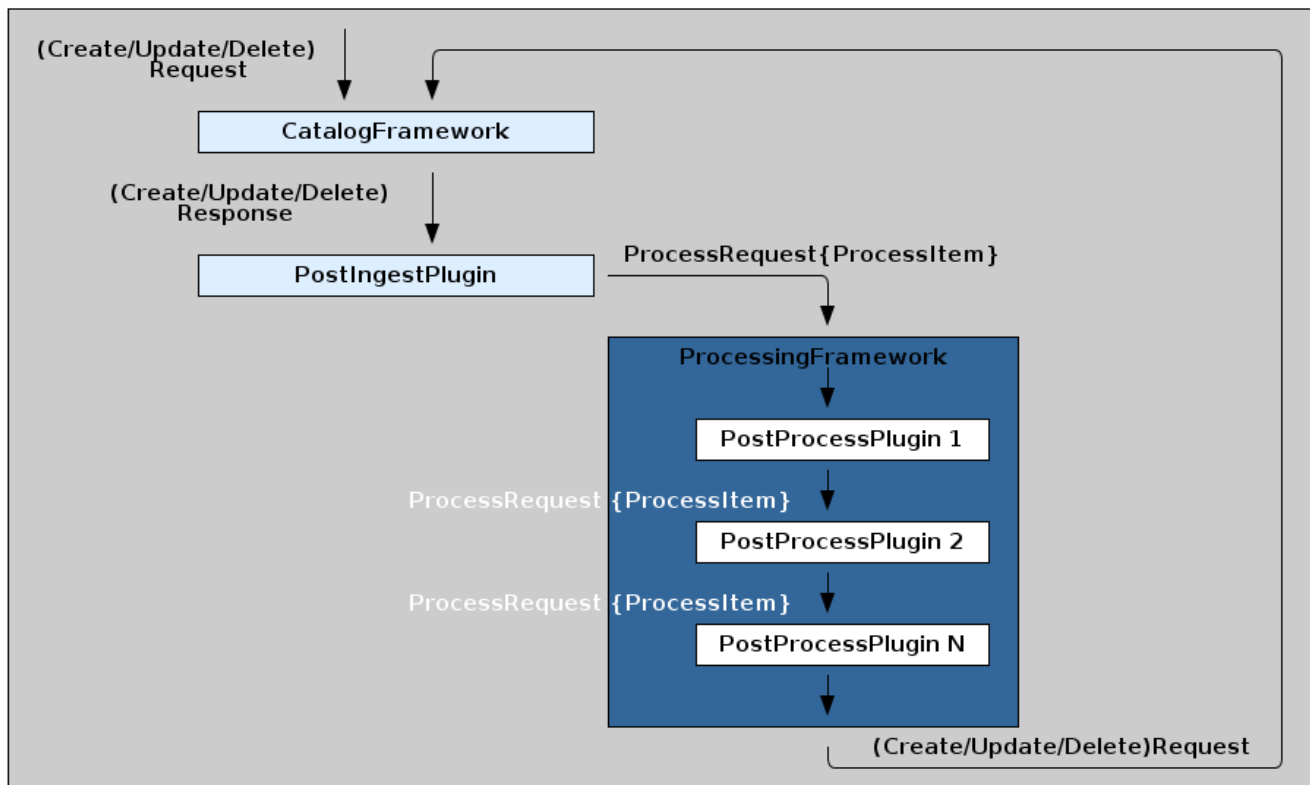 (Create/Update/Delete)
Request
CatalogFramework
(Create/Update/Delete)
Response
ProcessRequest{ProcessItem}
PostIngestPlugin
ProcessingFramework
PostProcessPlugin 1
ProcessRequest {ProcessItem}
PostProcessPlugin 2
ProcessRequest {ProcessItem}
PostProcessPlugin N
(Create/Update/Delete)Request